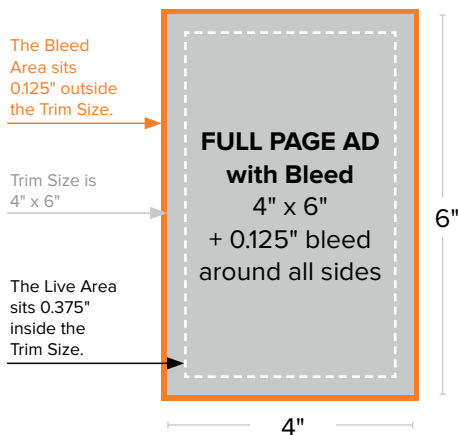 The Bleed
Area sits
0.125" outside
the Trim Size.
Trim Size is
4" x 6"
The Live Area
sits 0.375"
inside the
Trim Size.
FULL PAGE AD
with Bleed
4" x 6"
+ 0.125" bleed
around all sides
6"
4"